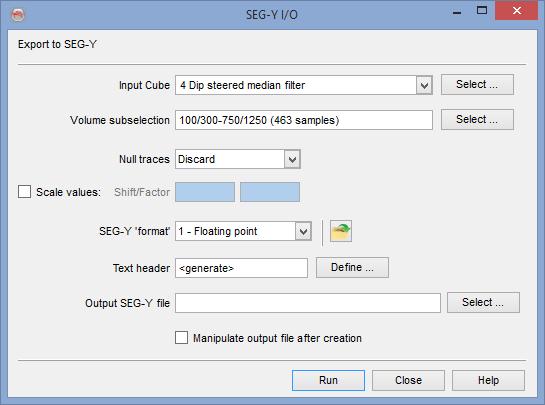 SEG-Y I/O
Export to SEG-Y
Input Cube 4 Dip steered median filter Select ...
Volume subselection 100/300-750/1250 (463 samples) Select ...
Null traces Discard
Scale values: Shift/Factor
SEG-Y 'format' 1 - Floating point
Text header <generate> Define ...
Output SEG-Y file Select ...
Manipulate output file after creation
Run Close Help